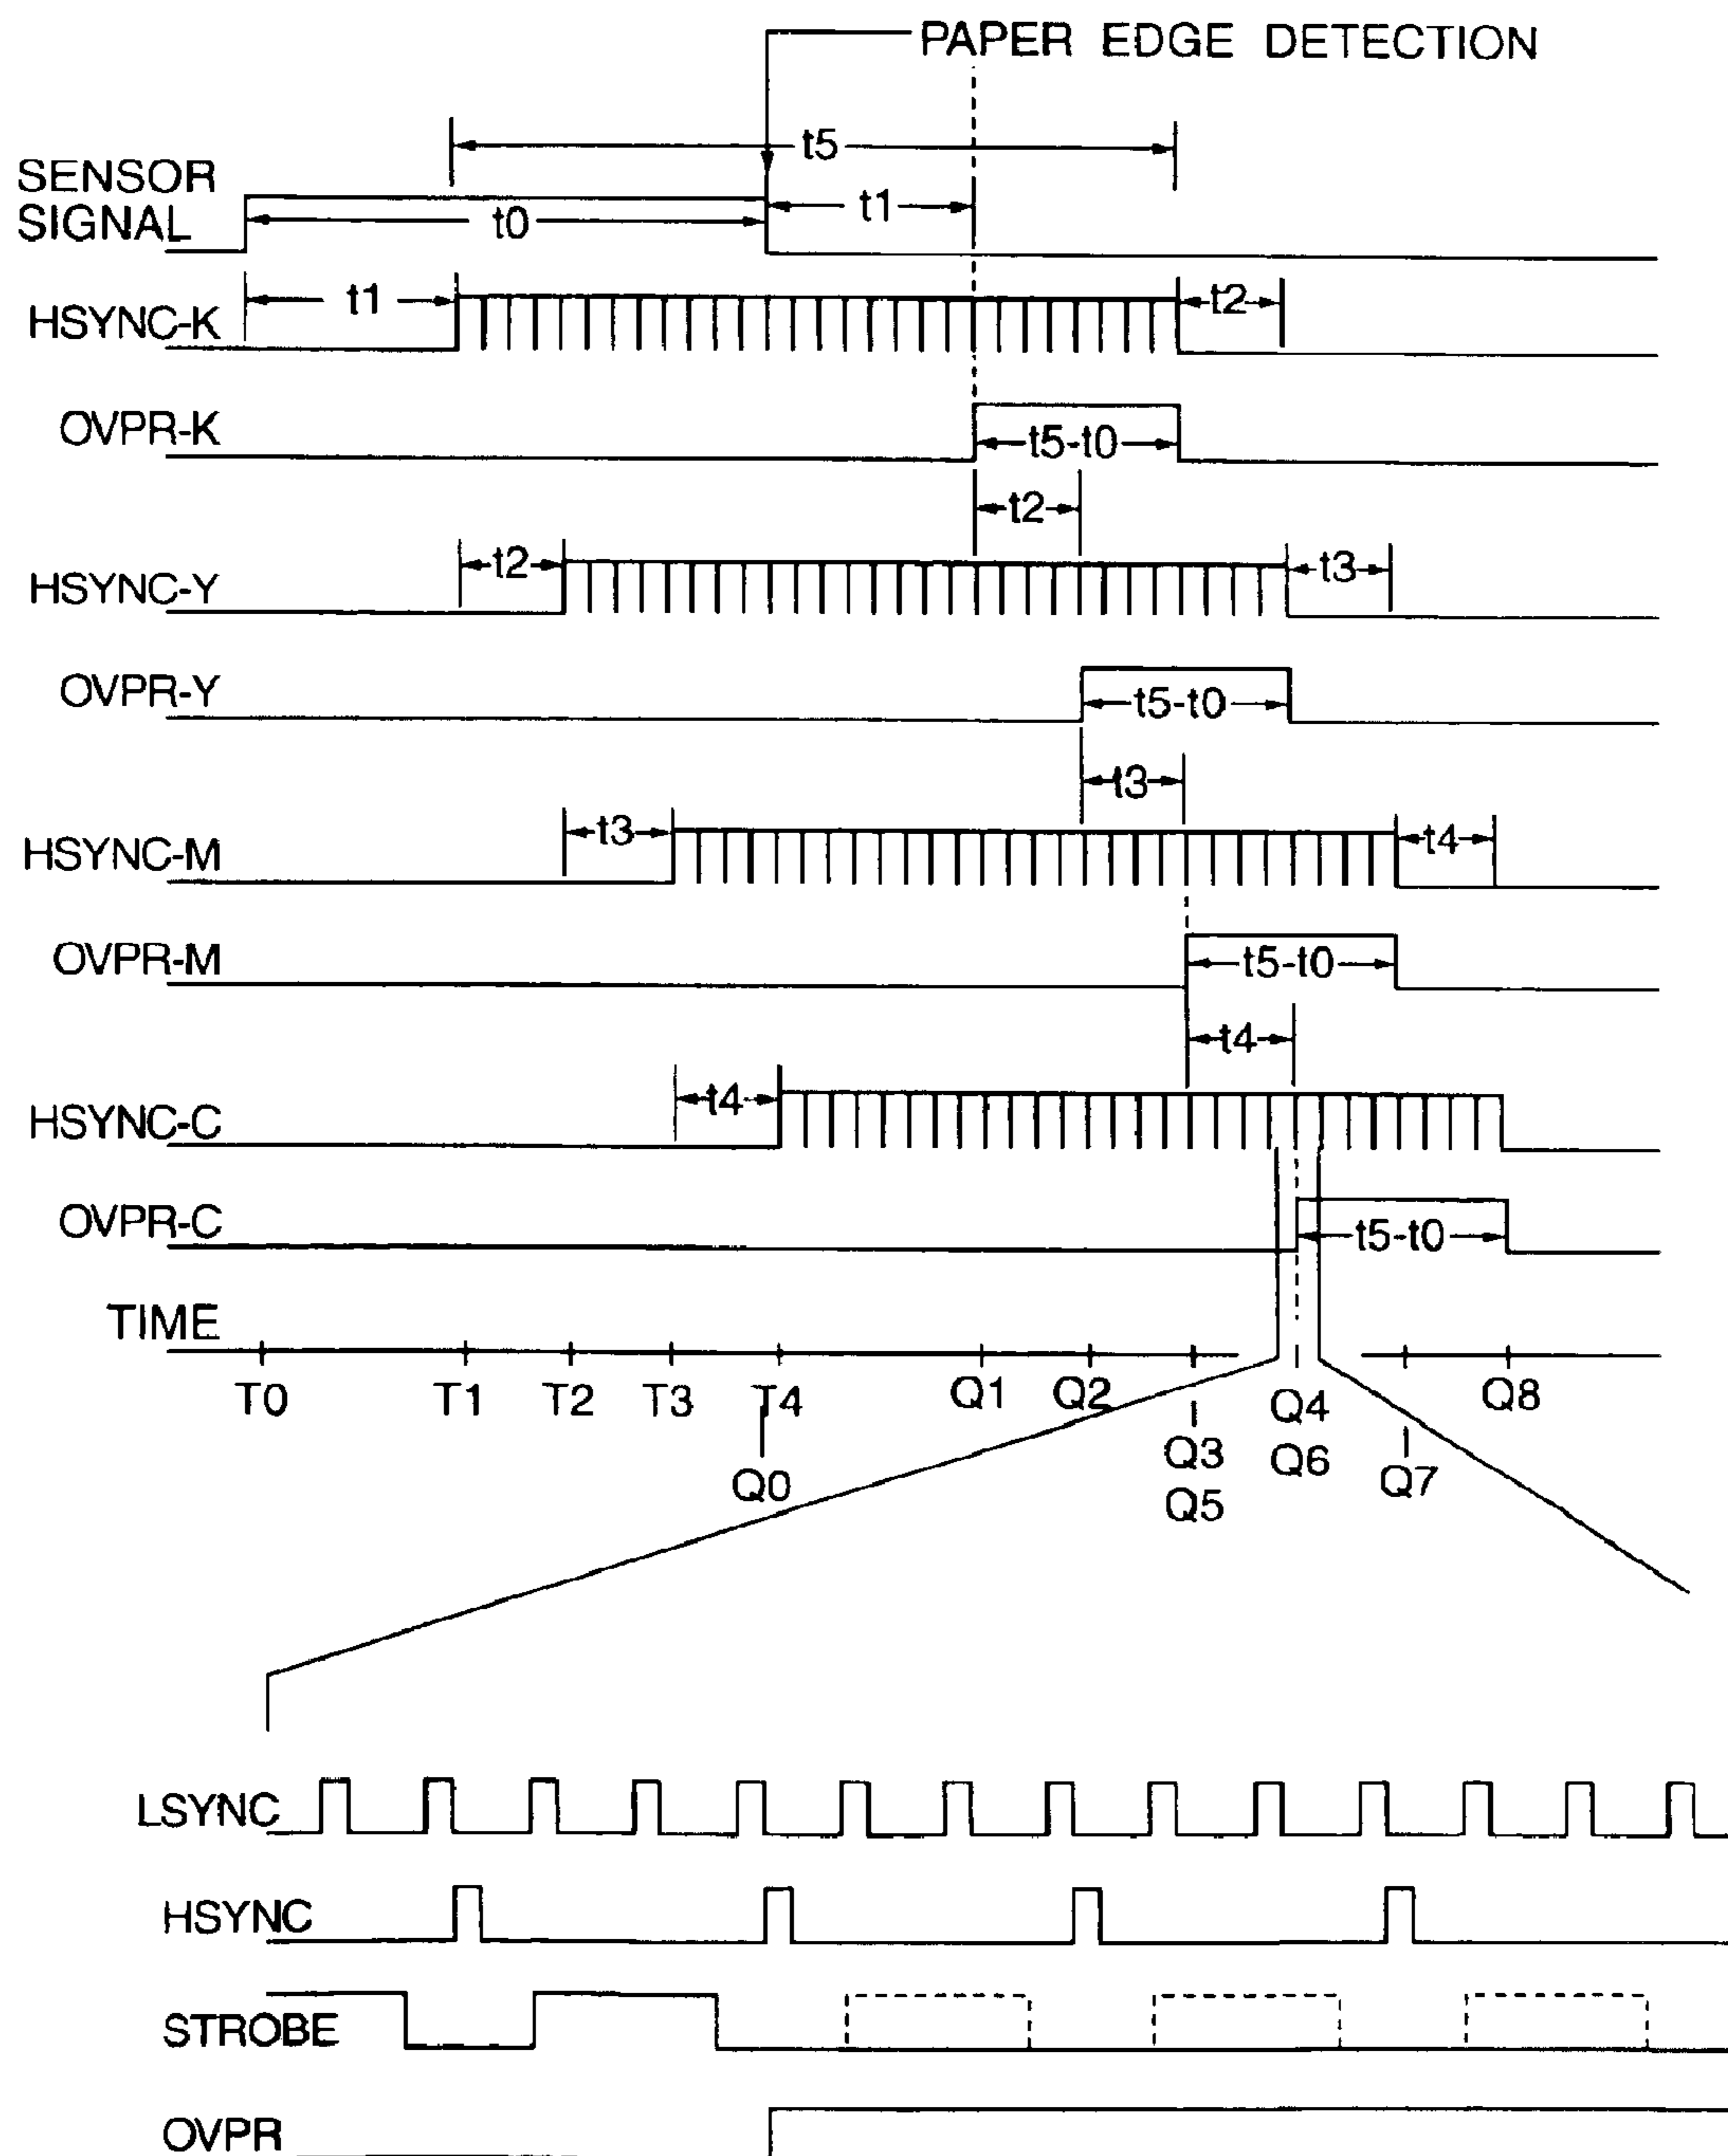 PAPER EDGE DETECTION
t5
SENSOR
SIGNAL
t0
t1
HSYNC-K
t1
t2
OVPR-K
t5-t0
t2
HSYNC-Y
t2
t3
OVPR-Y
t5-t0
t3
HSYNC-M
t3
t4
OVPR-M
t5-t0
t4
HSYNC-C
t4
OVPR-C
t5-t0
TIME
T0
T1
T2
T3
T4
Q1
Q2
Q4
Q8
Q0
Q3
Q6
Q7
Q5
LSYNC
HSYNC
STROBE
OVPR